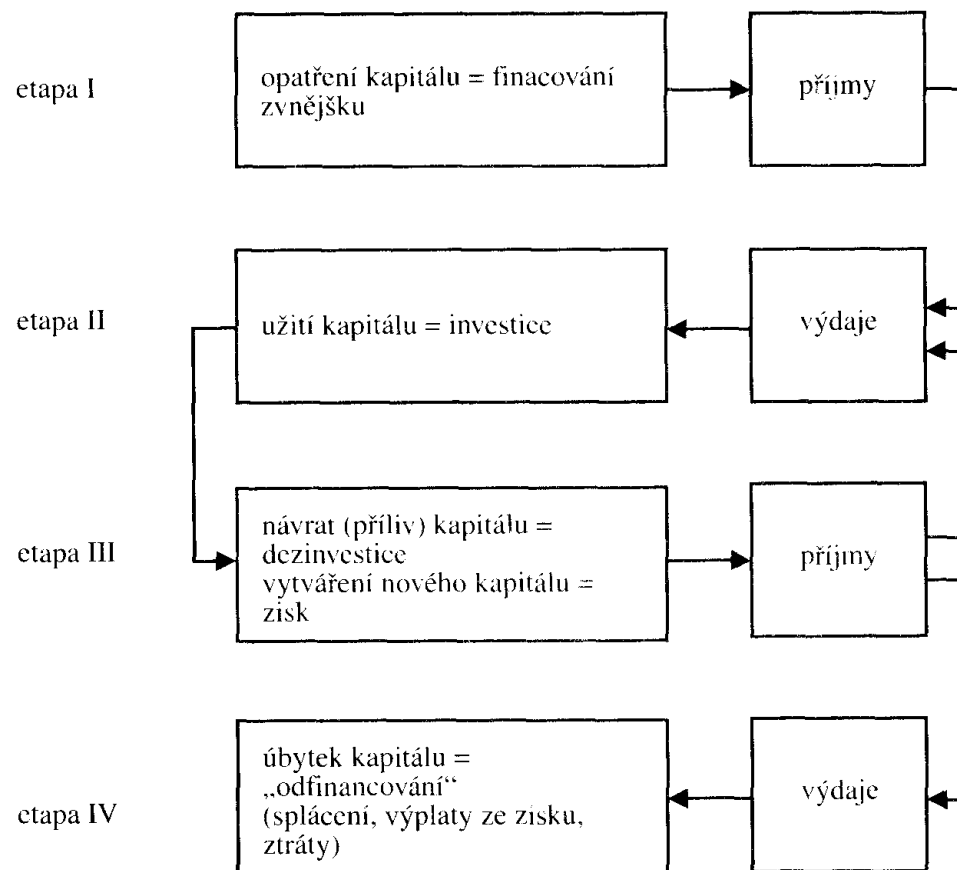 etapa I
opatření kapitálu = finacování
zvnějšku
příjmy
etapa II
užití kapitálu = investice
výdaje
etapa III
návrat (příliv) kapitálu =
dezinvestice
vytváření nového kapitálu =
zisk
příjmy
etapa IV
úbytek kapitálu =
„odfinancování“
(splácení, výplaty ze zisku,
ztráty)
výdaje